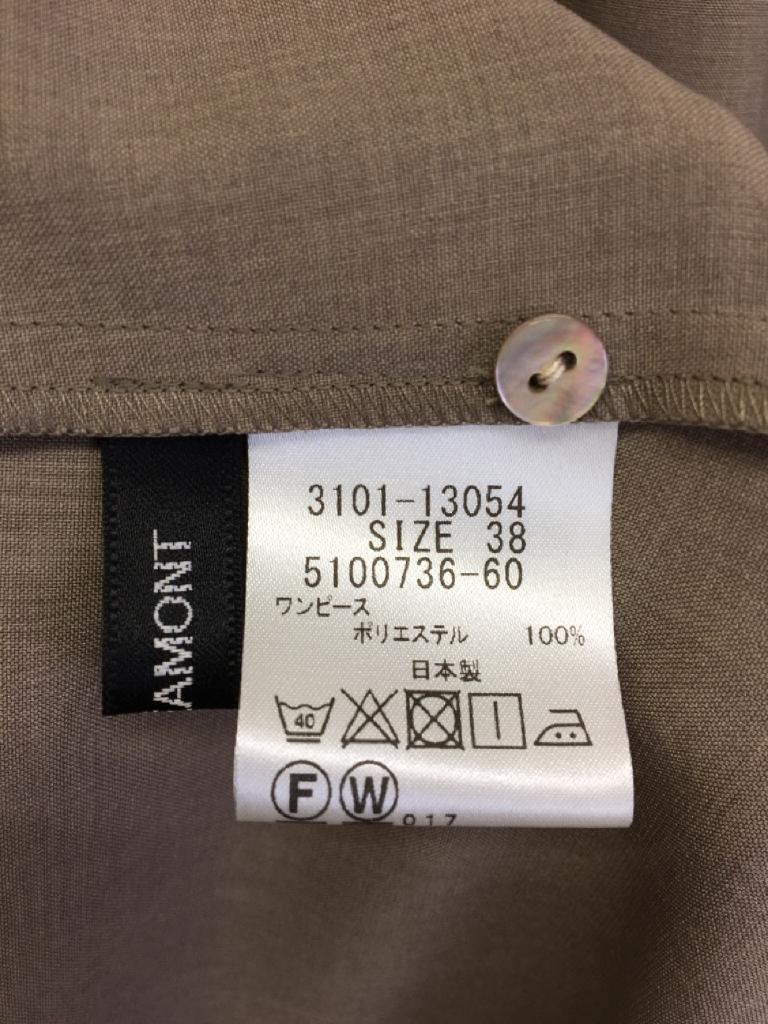 3101-13054
SIZE 38
5100736-60
ワンピース
ポリエステル 100%
日本製
40
F W
AMONT